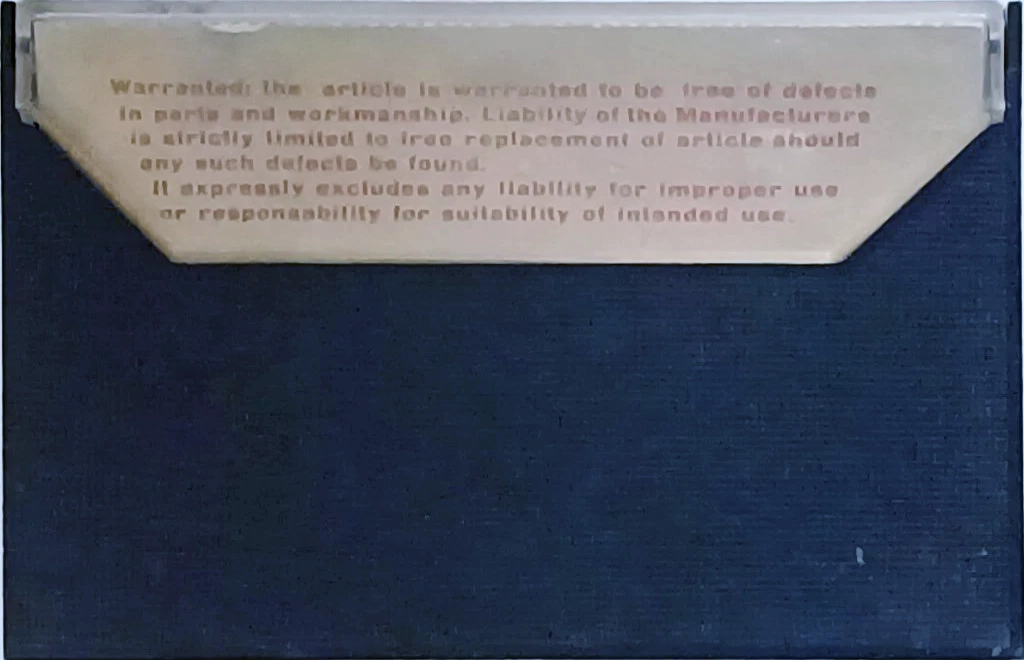 Warranted: the article is warranted to be free of defects
in parts and workmanship. Liability of the Manufacturers
is strictly limited to free replacement of article should
any such defects be found.
It expressly excludes any liability for improper use
or responsability for suitability of intended use.